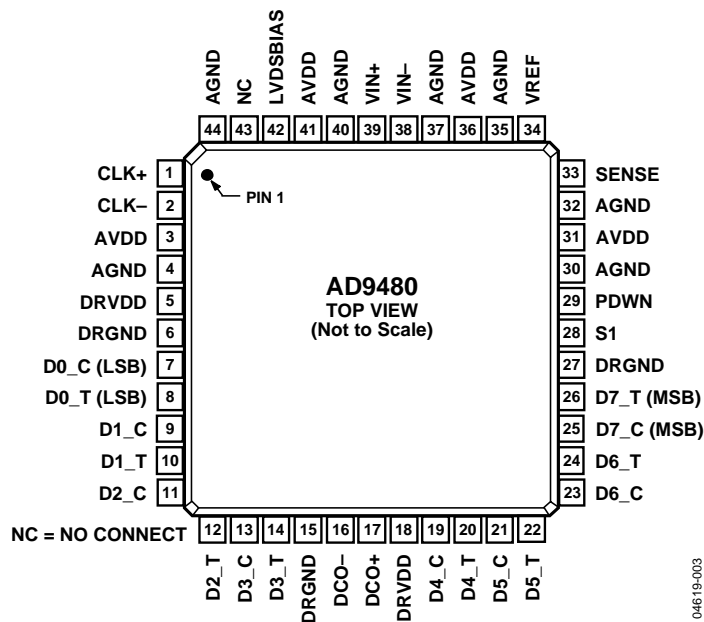 AGND
NC
LVDSBIAS
AVDD
AGND
VIN+
VIN–
AGND
AVDD
AGND
VREF
44 43 42 41 40 39 38 37 36 35 34
CLK+ 1
CLK– 2
AVDD 3
AGND 4
DRVDD 5
DRGND 6
D0_C (LSB) 7
D0_T (LSB) 8
D1_C 9
D1_T 10
D2_C 11
PIN 1
AD9480
TOP VIEW
(Not to Scale)
33 SENSE
32 AGND
31 AVDD
30 AGND
29 PDWN
28 S1
27 DRGND
26 D7_T (MSB)
25 D7_C (MSB)
24 D6_T
23 D6_C
NC = NO CONNECT
12 13 14 15 16 17 18 19 20 21 22
D2_T
D3_C
D3_T
DRGND
DCO–
DCO+
DRVDD
D4_C
D4_T
D5_C
D5_T
04619-003